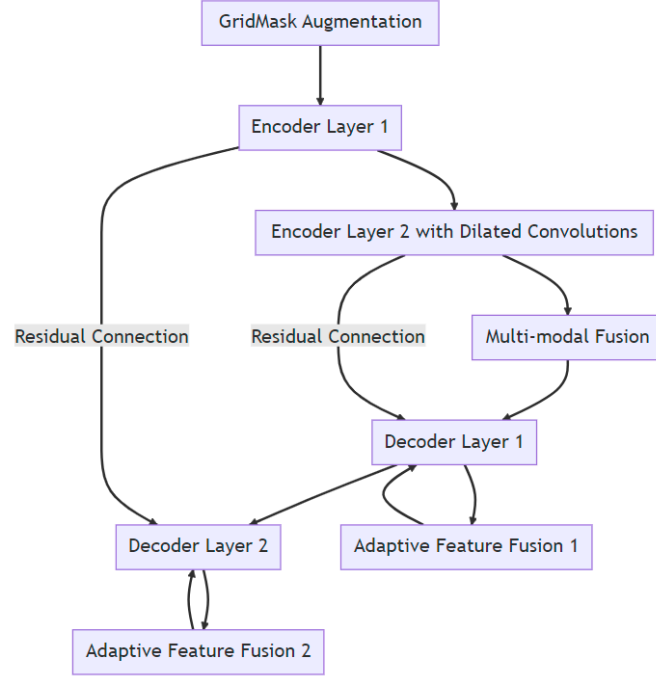 GridMask Augmentation
Encoder Layer 1
Encoder Layer 2 with Dilated Convolutions
Residual Connection
Residual Connection
Multi-modal Fusion
Decoder Layer 1
Decoder Layer 2
Adaptive Feature Fusion 1
Adaptive Feature Fusion 2